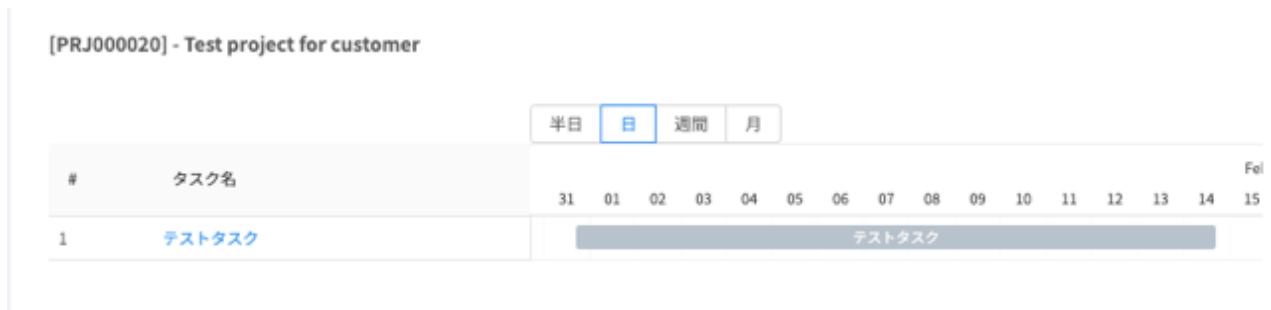 [PRJ000020] - Test project for customer
半日 日 週間 月
# タスク名
31 01 02 03 04 05 06 07 08 09 10 11 12 13 14 15
1 テストタスク テストタスク